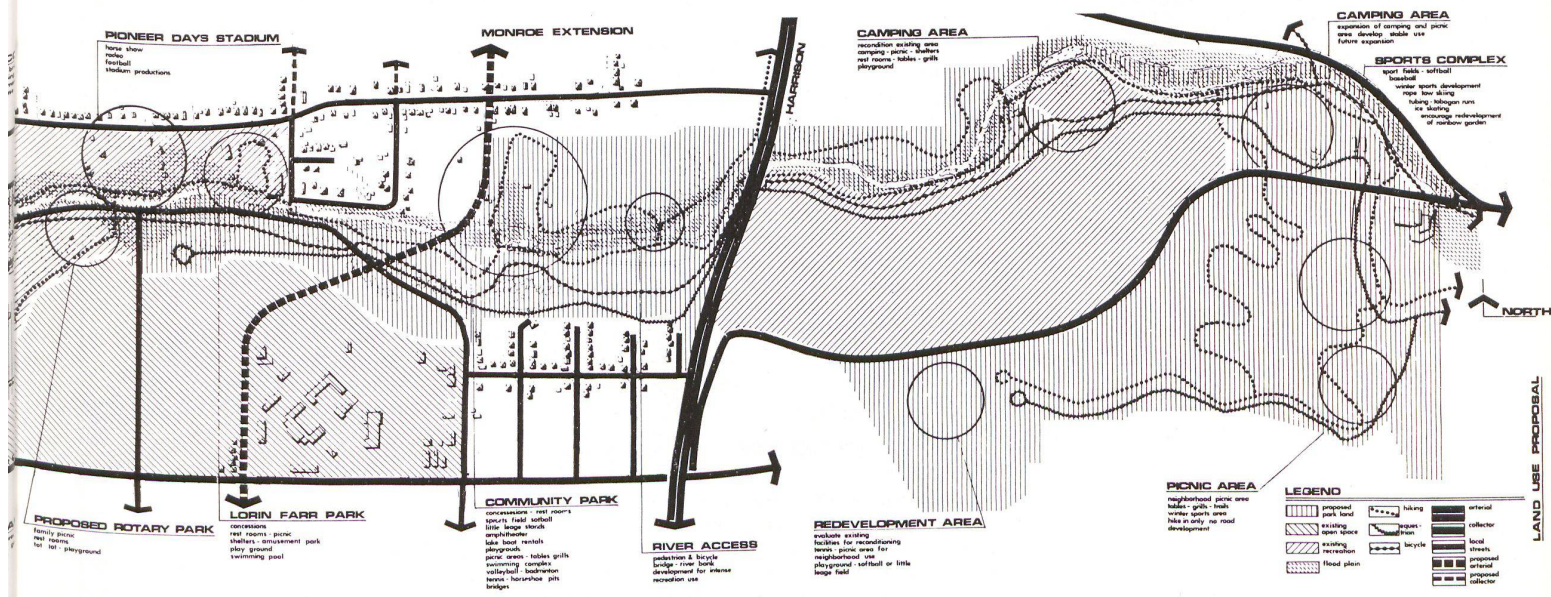 PIONEER DAYS STADIUM
horse show
rodeo
football
stadium productions
MONROE EXTENSION
HARRISON
CAMPING AREA
recondition existing area
camping - picnic - shelters
rest rooms - tables - grills
playground
CAMPING AREA
expansion of camping and picnic
area develop stable use
future expansion
SPORTS COMPLEX
sport fields - softball
baseball
winter sports development
rope tow skiing
tubing - tobogan runs
ice skating
encourage redevelopment
of rainbow garden
NORTH
PROPOSED ROTARY PARK
family picnic
rest rooms
tot lot - playground
LORIN FARR PARK
concessions
rest rooms - picnic
shelters - amusement park
play ground
swimming pool
COMMUNITY PARK
concessesions - rest rooms
sports field sotball
little leage stands
amphitheater
lake boat rentals
playgrouds
picnic areas - tables grills
swimming complex
volleyball - badminton
tennis - horseshoe pits
bridges
RIVER ACCESS
pedestrian & bicycle
bridge - river bank
development for intense
recreation use
REDEVELOPMENT AREA
evaluate existing
facilities for reconditioning
tennis - picnic area for
neighborhood use
playground - softball or little
leage field
PICNIC AREA
neighborhood picnic area
tables - grills - trails
winter sports area
hike in only no road
development
LEGEND
proposed
park land
existing
open space
existing
recreation
flood plain
hiking
eques-
trian
bicycle
arterial
collector
local
streets
proposed
arterial
proposed
collector
LAND USE PROPOSAL